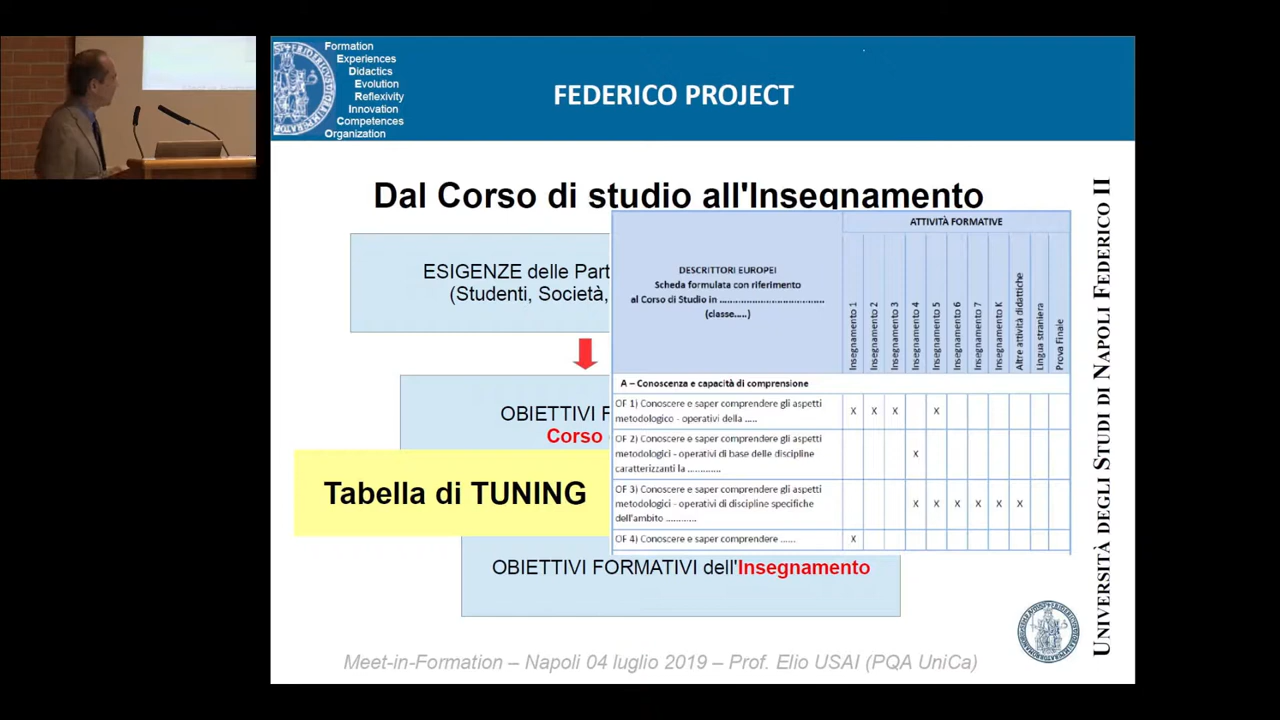 Formation
Experiences
Didactics
Evolution
Reflexivity
Innovation
Competences
Organization
FEDERICO PROJECT
Dal Corso di studio all'Insegnamento
ESIGENZE delle Part
(Studenti, Società,
OBIETTIVI F
Corso
Tabella di TUNING
ATTIVITÀ FORMATIVE
DESCRITTORI EUROPEI
Scheda formulata con riferimento
al Corso di Studio in ..............................
(classe.....)
Insegnamento 1
Insegnamento 2
Insegnamento 3
Insegnamento 4
Insegnamento 5
Insegnamento 6
Insegnamento 7
Insegnamento K
Altre attività didattiche
Lingua straniera
Prova Finale
A – Conoscenza e capacità di comprensione
OF 1) Conoscere e saper comprendere gli aspetti
metodologico - operativi della .....
X X X X
OF 2) Conoscere e saper comprendere gli aspetti
metodologici - operativi di base delle discipline
caratterizzanti la ............
X
OF 3) Conoscere e saper comprendere gli aspetti
metodologici - operativi di discipline specifiche
dell'ambito ...........
X X X X X X
OF 4) Conoscere e saper comprendere ......
X
OBIETTIVI FORMATIVI dell'Insegnamento
UNIVERSITÀ DEGLI STUDI DI NAPOLI FEDERICO II
Meet-in-Formation – Napoli 04 luglio 2019 – Prof. Elio USAI (PQA UniCa)